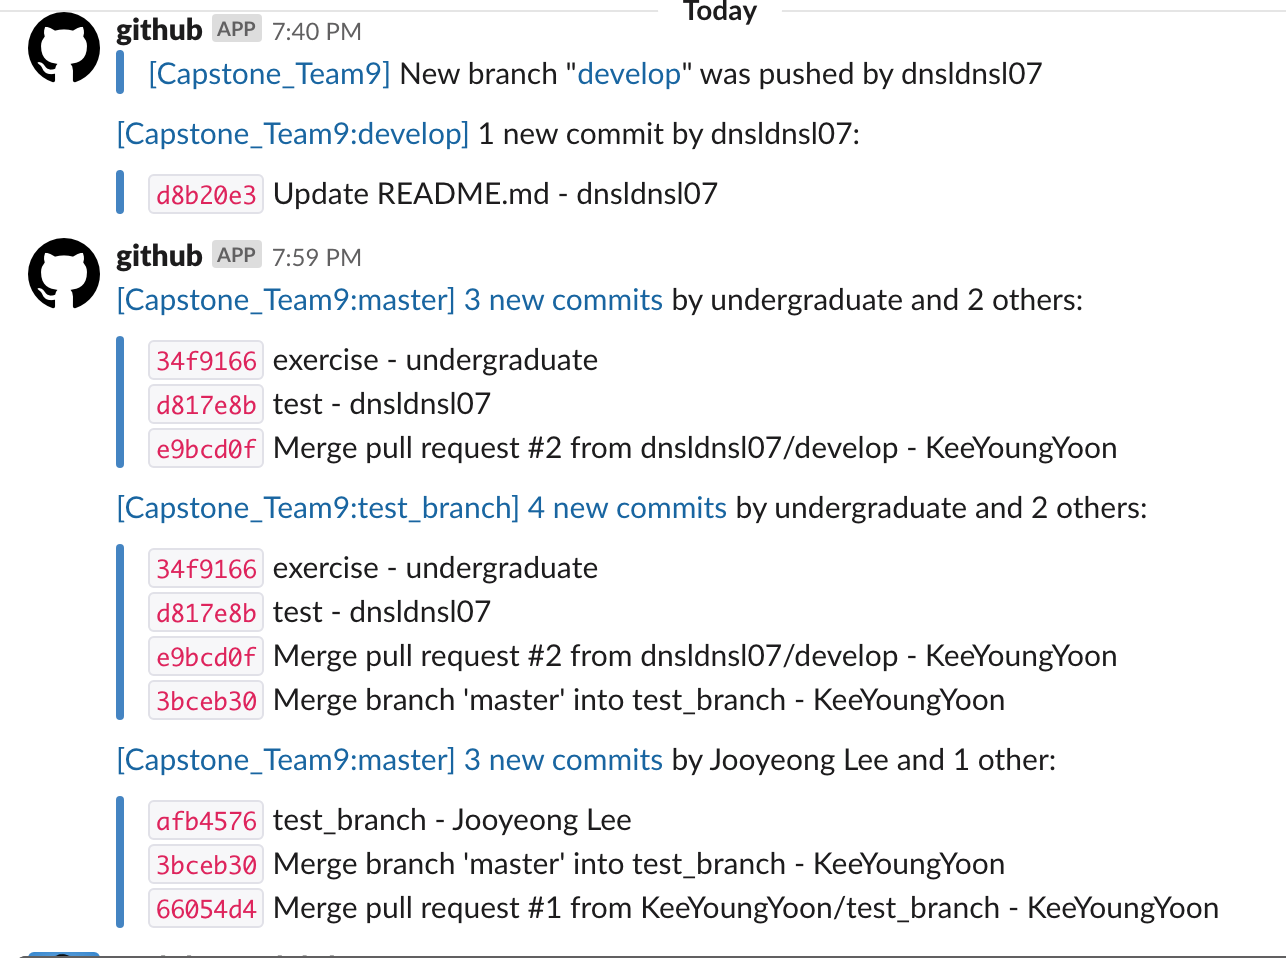 Today
github APP 7:40 PM
[Capstone_Team9] New branch "develop" was pushed by dnsldnsl07
[Capstone_Team9:develop] 1 new commit by dnsldnsl07:
d8b20e3 Update README.md - dnsldnsl07
github APP 7:59 PM
[Capstone_Team9:master] 3 new commits by undergraduate and 2 others:
34f9166 exercise - undergraduate
d817e8b test - dnsldnsl07
e9bcd0f Merge pull request #2 from dnsldnsl07/develop - KeeYoungYoon
[Capstone_Team9:test_branch] 4 new commits by undergraduate and 2 others:
34f9166 exercise - undergraduate
d817e8b test - dnsldnsl07
e9bcd0f Merge pull request #2 from dnsldnsl07/develop - KeeYoungYoon
3bceb30 Merge branch 'master' into test_branch - KeeYoungYoon
[Capstone_Team9:master] 3 new commits by Jooyeong Lee and 1 other:
afb4576 test_branch - Jooyeong Lee
3bceb30 Merge branch 'master' into test_branch - KeeYoungYoon
66054d4 Merge pull request #1 from KeeYoungYoon/test_branch - KeeYoungYoon